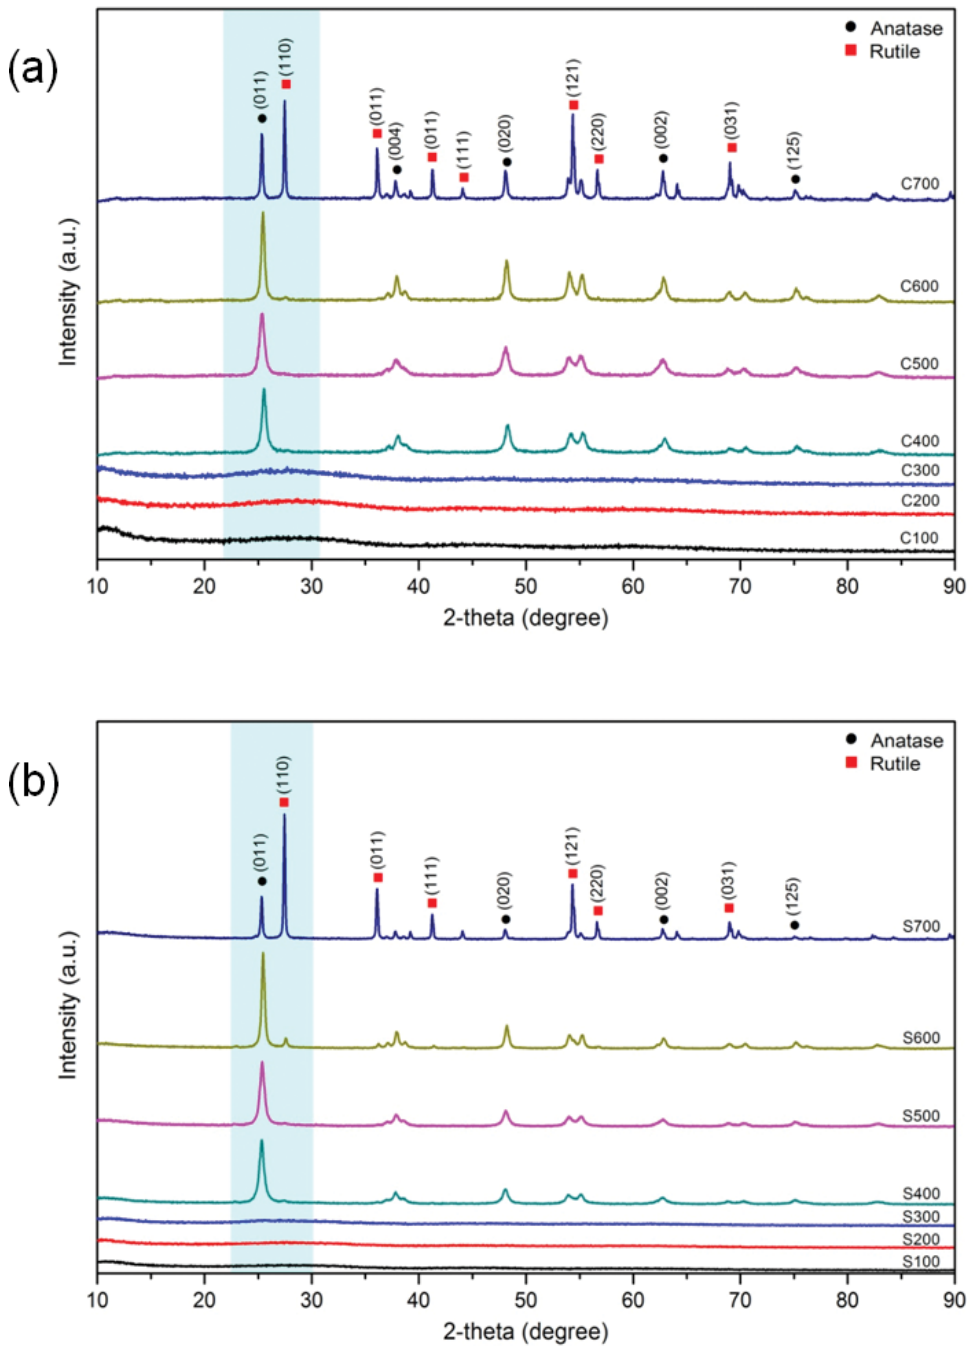 (a)
Anatase
Rutile
(011)
(110)
(011)
(004)
(011)
(111)
(020)
(121)
(220)
(002)
(031)
(125)
C700
C600
C500
C400
C300
C200
C100
Intensity (a.u.)
10 20 30 40 50 60 70 80 90
2-theta (degree)
(b)
Anatase
Rutile
(011)
(110)
(011)
(111)
(020)
(121)
(220)
(002)
(031)
(125)
S700
S600
S500
S400
S300
S200
S100
Intensity (a.u.)
10 20 30 40 50 60 70 80 90
2-theta (degree)